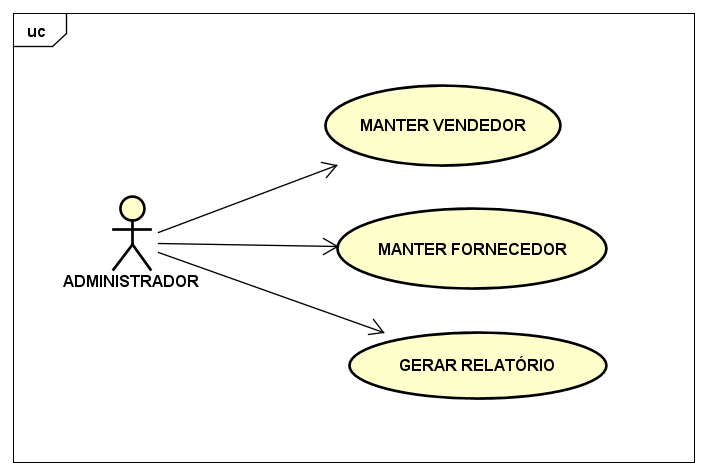 uc
MANTER VENDEDOR
MANTER FORNECEDOR
ADMINISTRADOR
GERAR RELATÓRIO